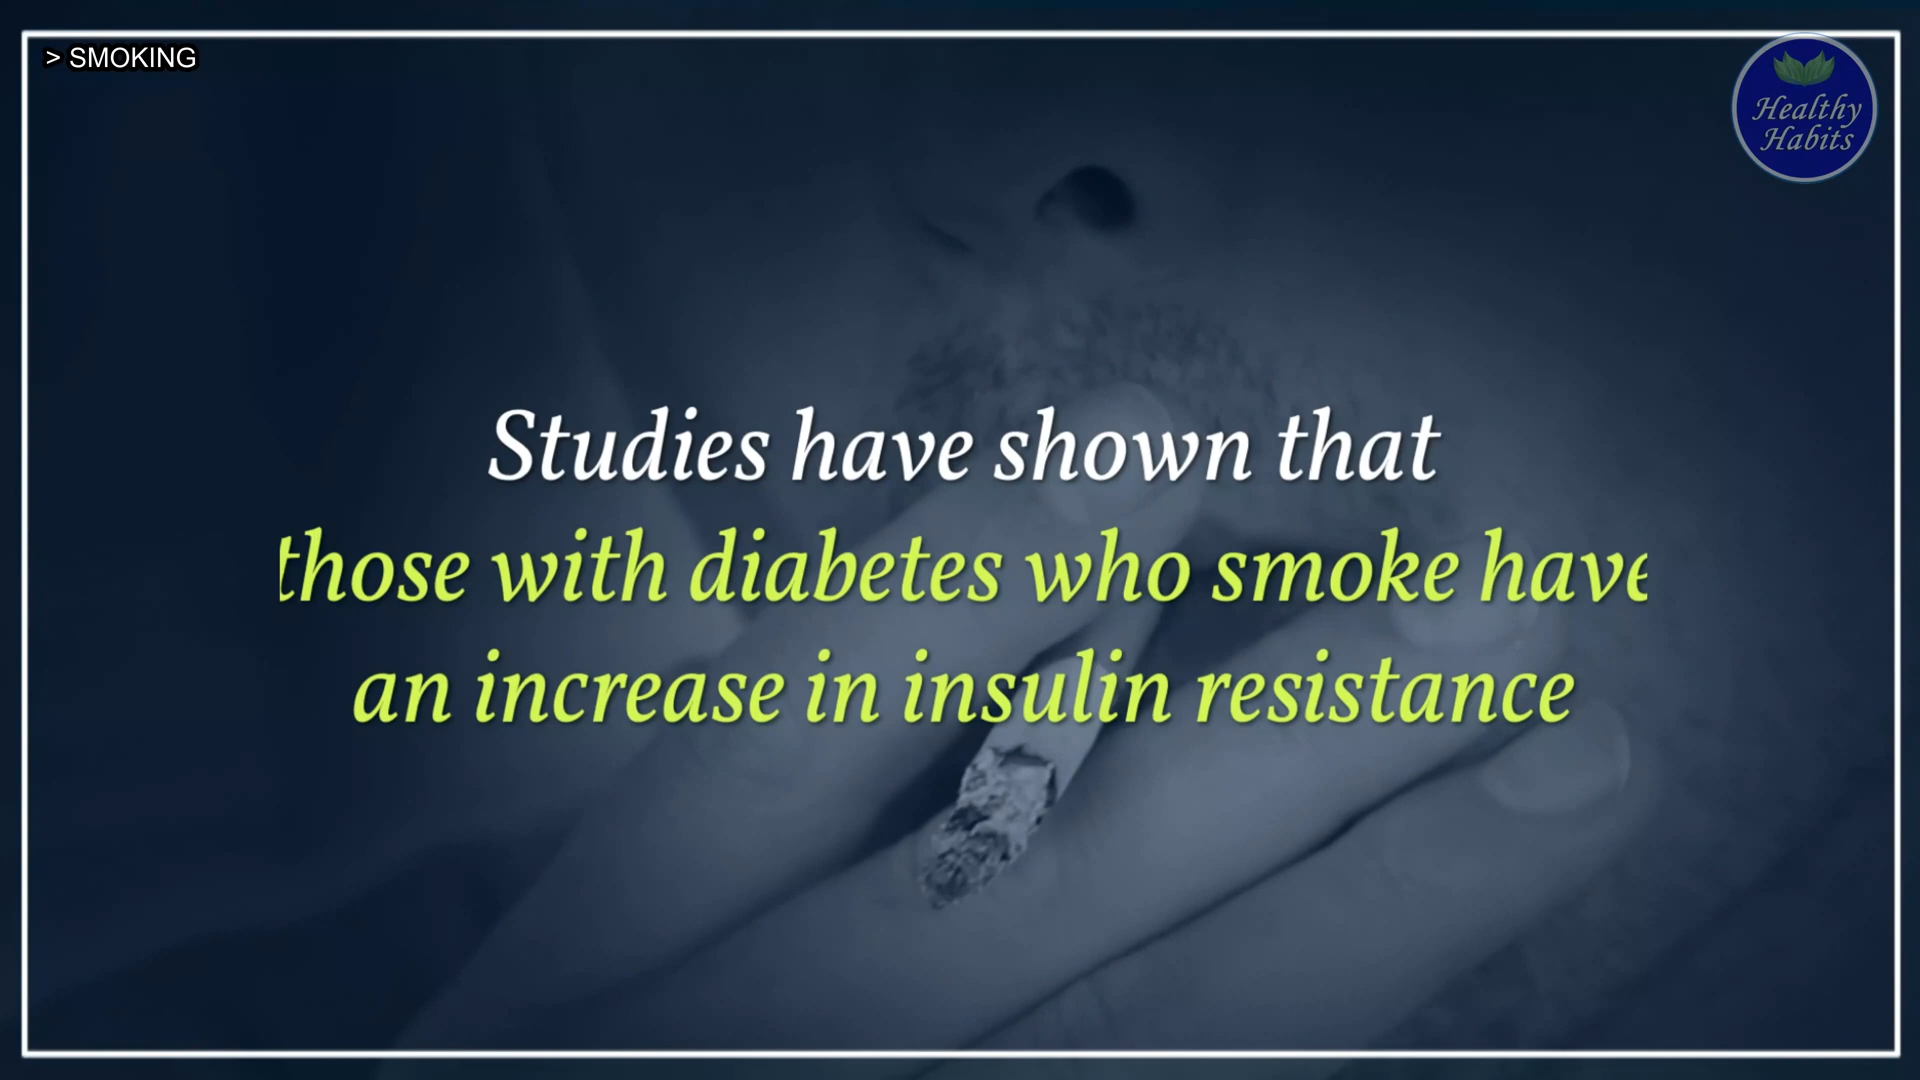 > SMOKING
Healthy
Habits
Studies have shown that
those with diabetes who smoke have
an increase in insulin resistance